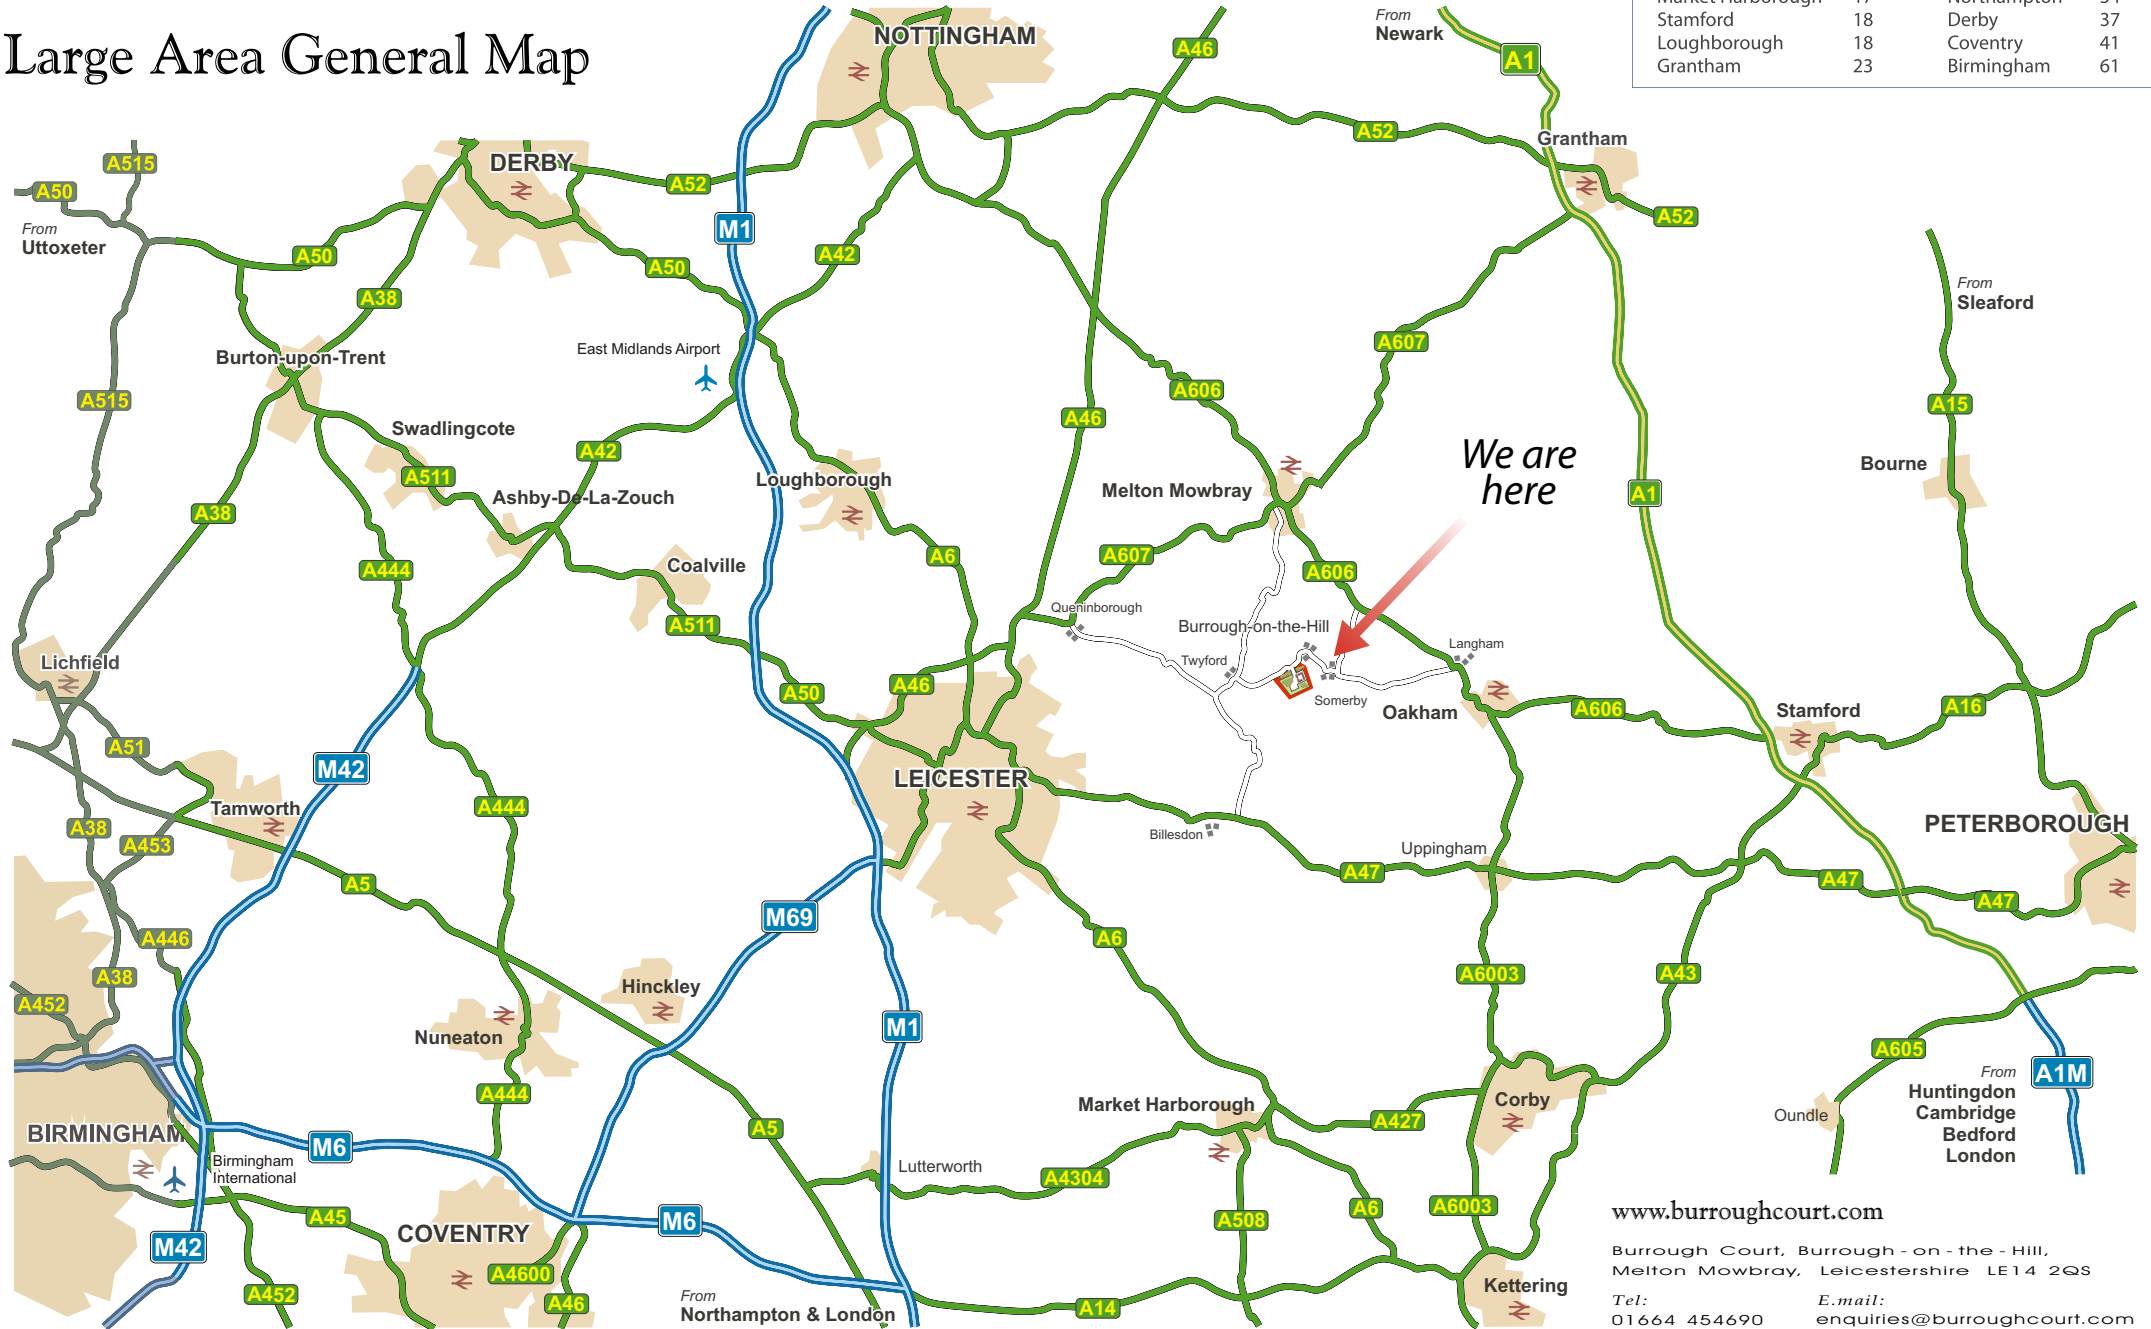 Large Area General Map
Stamford 18 Derby 37
Loughborough 18 Coventry 41
Grantham 23 Birmingham 61
From
Newark
NOTTINGHAM
A46
A1
A52
Grantham
A515
A50
DERBY
A52
A52
From
Uttoxeter
M1
A50
A42
A50
A38
From
Sleaford
Burton-upon-Trent
East Midlands Airport
A607
A606
A515
A46
A15
Swadlingcote
A42
We are
here
A511
Loughborough
Melton Mowbray
Bourne
Ashby-De-La-Zouch
A1
A38
A6
A607
A444
Coalville
A606
Queninborough
A511
Burrough-on-the-Hill
Langham
Lichfield
Twyford
A50
A46
Somerby
Oakham
A606
Stamford
A16
A51
M42
LEICESTER
Tamworth
A444
A38
A453
Billesdon
PETERBOROUGH
Uppingham
A5
A47
A47
A47
M69
A446
A6
A38
A6003
A43
A452
Hinckley
M1
Nuneaton
A605
A444
From
Huntingdon
Cambridge
Bedford
London
A1M
Market Harborough
Corby
Oundle
BIRMINGHAM
A5
A427
M6
Birmingham
International
Lutterworth
A4304
A45
M6
A508
A6
A6003
COVENTRY
M42
A4600
A452
A46
From
Northampton & London
A14
Kettering
www.burroughcourt.com
Burrough Court, Burrough - on - the - Hill,
Melton Mowbray, Leicestershire LE14 2QS
Tel: E.mail:
01664 454690 enquiries@burroughcourt.com